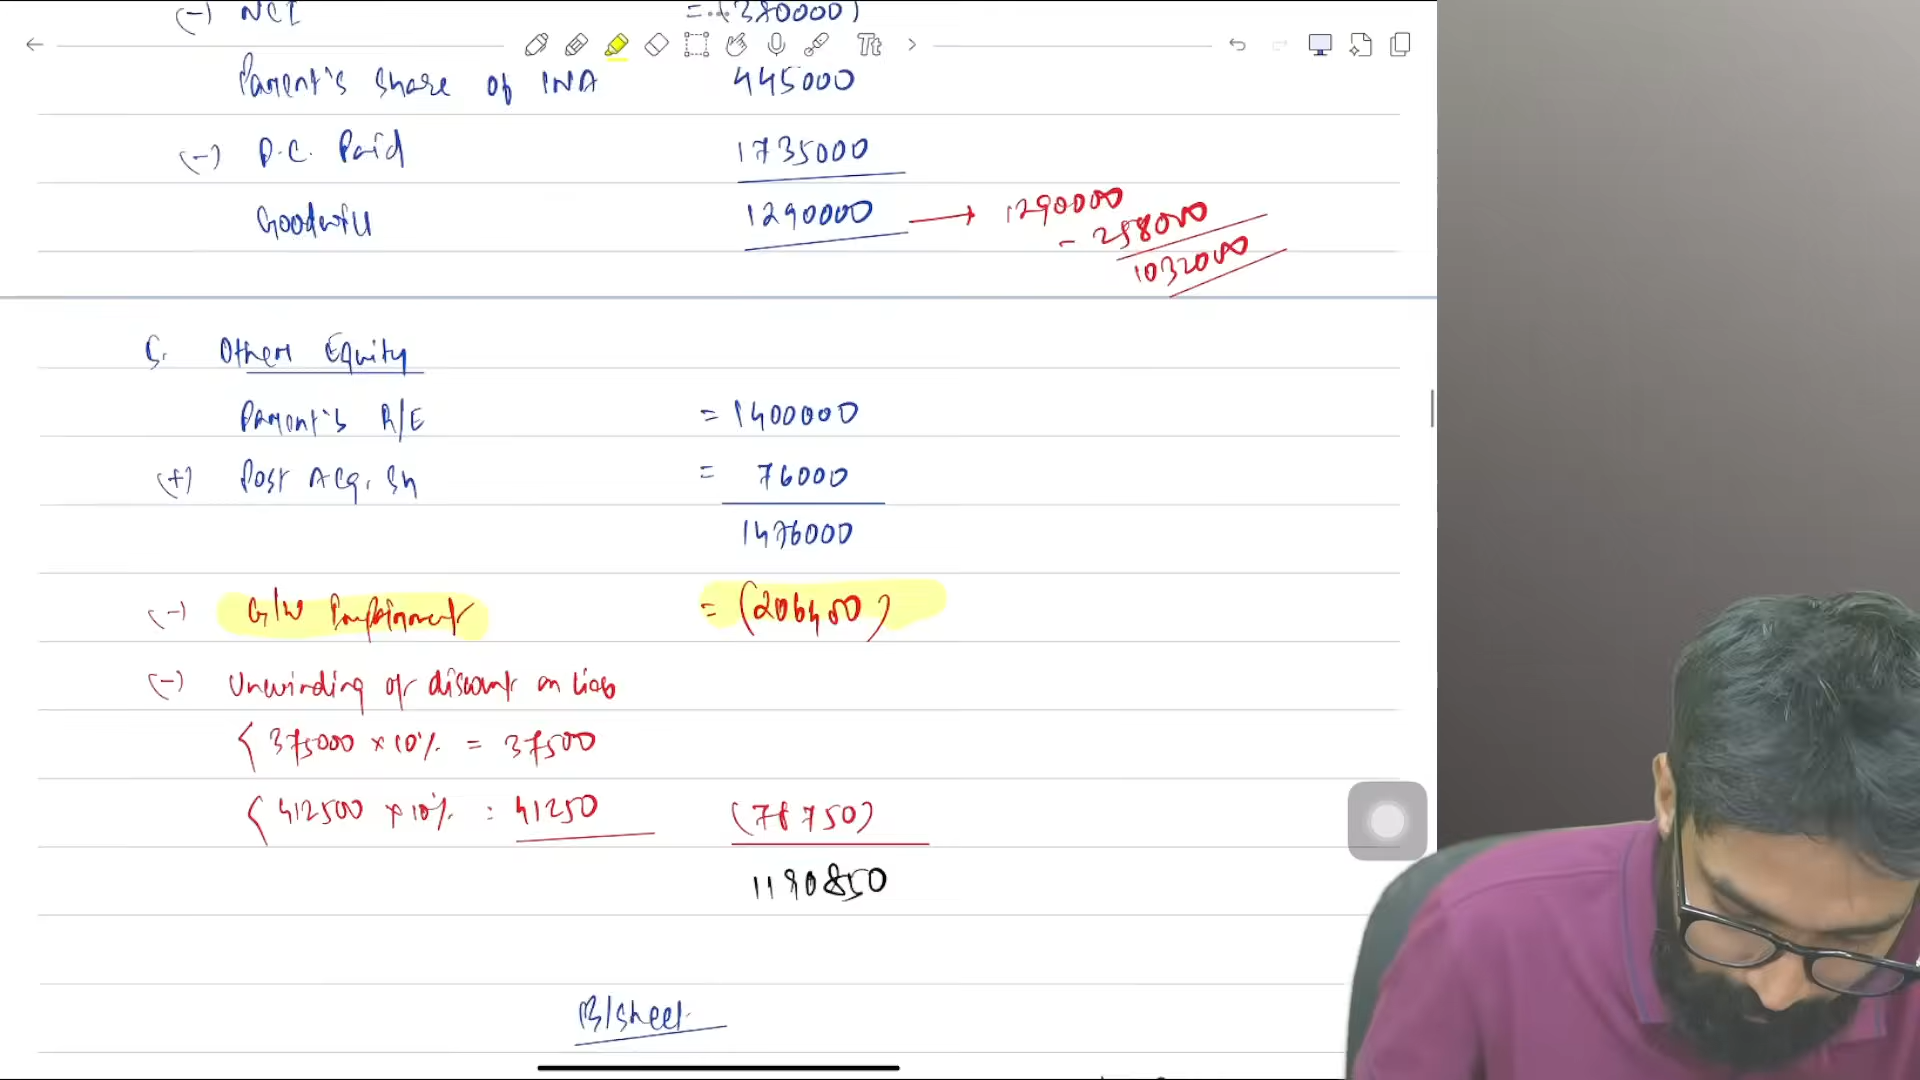 (-) NCI = (380000)
Tt
Parent's share of INA 445000
(-) P.C. Paid 1735000
Goodwill 1290000 → 1290000
- 258000
1032000
5. Other Equity
Parent's R/E = 1400000
(+) Post Acq. Sh = 76000
1476000
(-) G/W Impairment = (206400)
(-) Unwinding of discount on liab
{ 375000 × 10% = 37500
{ 412500 × 10% = 41250 (78750)
1190850
B/Sheet